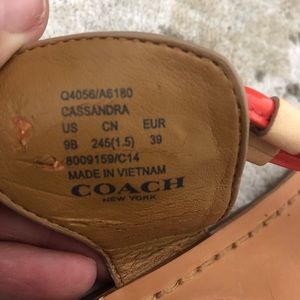 Q4056/A6180
CASSANDRA
US CN EUR
9B 245(1.5) 39
8009159/C14
MADE IN VIETNAM
COACH
NEW YORK